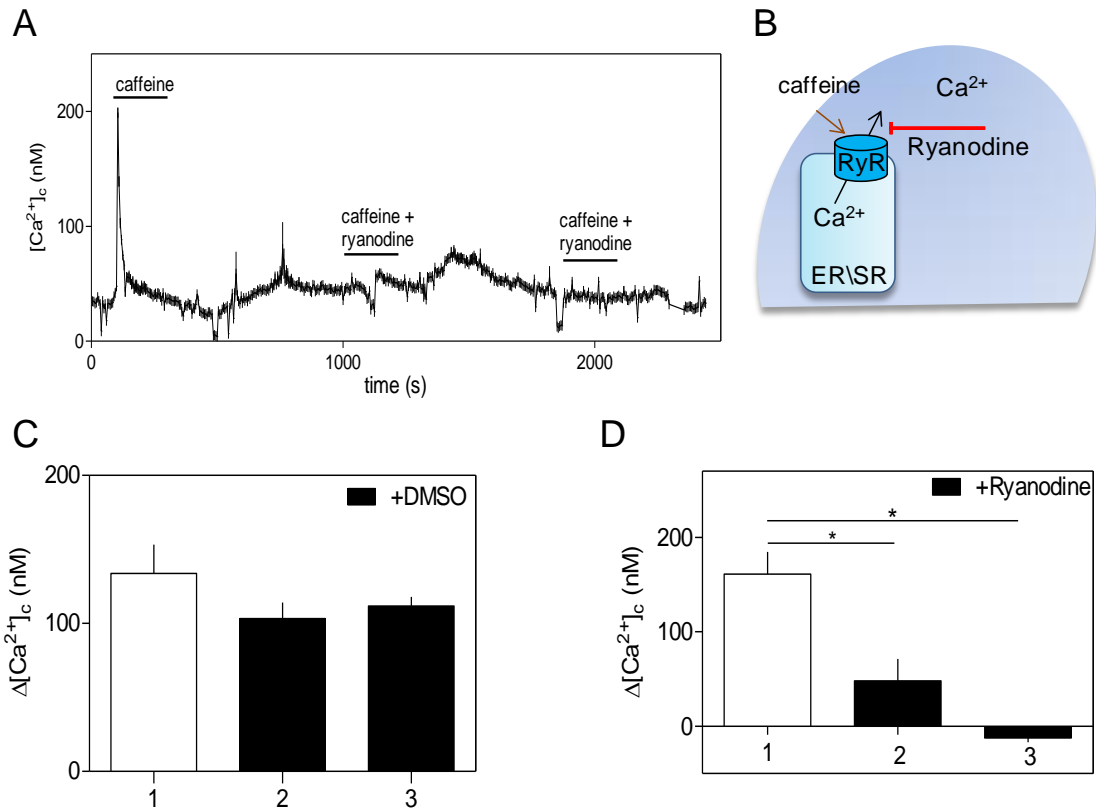 A
caffeine
caffeine +
ryanodine
caffeine +
ryanodine
[Ca²⁺]c (nM)
200
100
0
0
1000
2000
time (s)
B
caffeine
Ca²⁺
Ryanodine
RyR
Ca²⁺
ER\SR
C
+DMSO
Δ[Ca²⁺]c (nM)
200
100
0
1
2
3
D
+Ryanodine
*
*
Δ[Ca²⁺]c (nM)
200
100
0
1
2
3